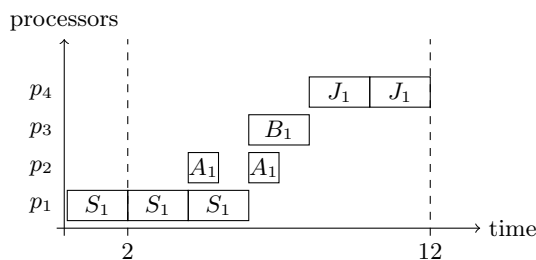 processors
p₄ J₁ J₁
p₃ B₁
p₂ A₁ A₁
p₁ S₁ S₁ S₁
time
2 12